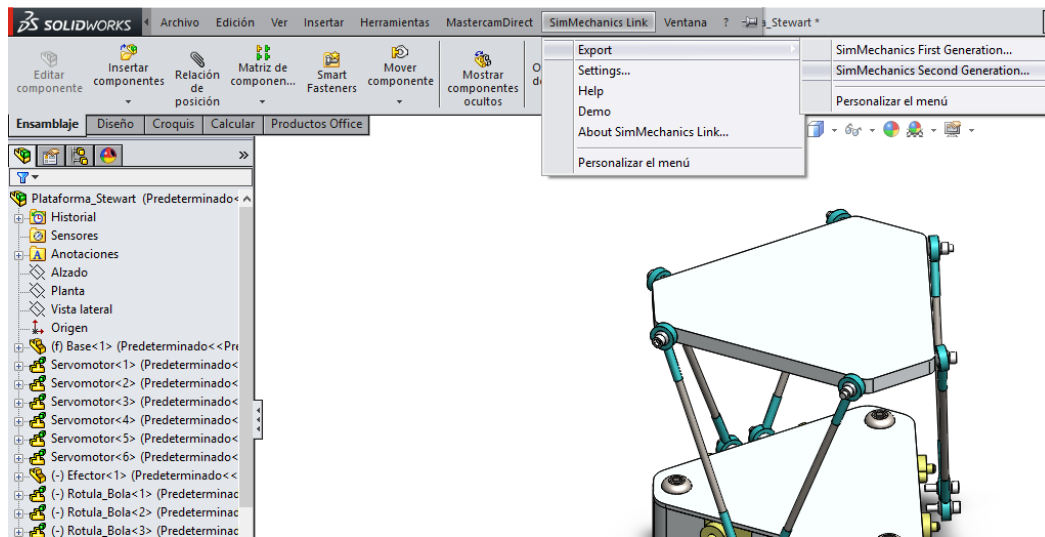 SOLIDWORKS Archivo Edición Ver Insertar Herramientas MastercamDirect SimMechanics Link Ventana ? a_Stewart *
Editar componente
Insertar componentes
Relación de posición
Matriz de componen...
Smart Fasteners
Mover componente
Mostrar componentes ocultos
Export
Settings...
Help
Demo
About SimMechanics Link...
Personalizar el menú
SimMechanics First Generation...
SimMechanics Second Generation...
Personalizar el menú
Ensamblaje Diseño Croquis Calcular Productos Office
»
Plataforma_Stewart (Predeterminado<
Historial
Sensores
A Anotaciones
Alzado
Planta
Vista lateral
Origen
(f) Base<1> (Predeterminado<<Pre
Servomotor<1> (Predeterminado<
Servomotor<2> (Predeterminado<
Servomotor<3> (Predeterminado<
Servomotor<4> (Predeterminado<
Servomotor<5> (Predeterminado<
Servomotor<6> (Predeterminado<
(-) Efector<1> (Predeterminado<<
(-) Rotula_Bola<1> (Predeterminac
(-) Rotula_Bola<2> (Predeterminac
(-) Rotula_Bola<3> (Predeterminac